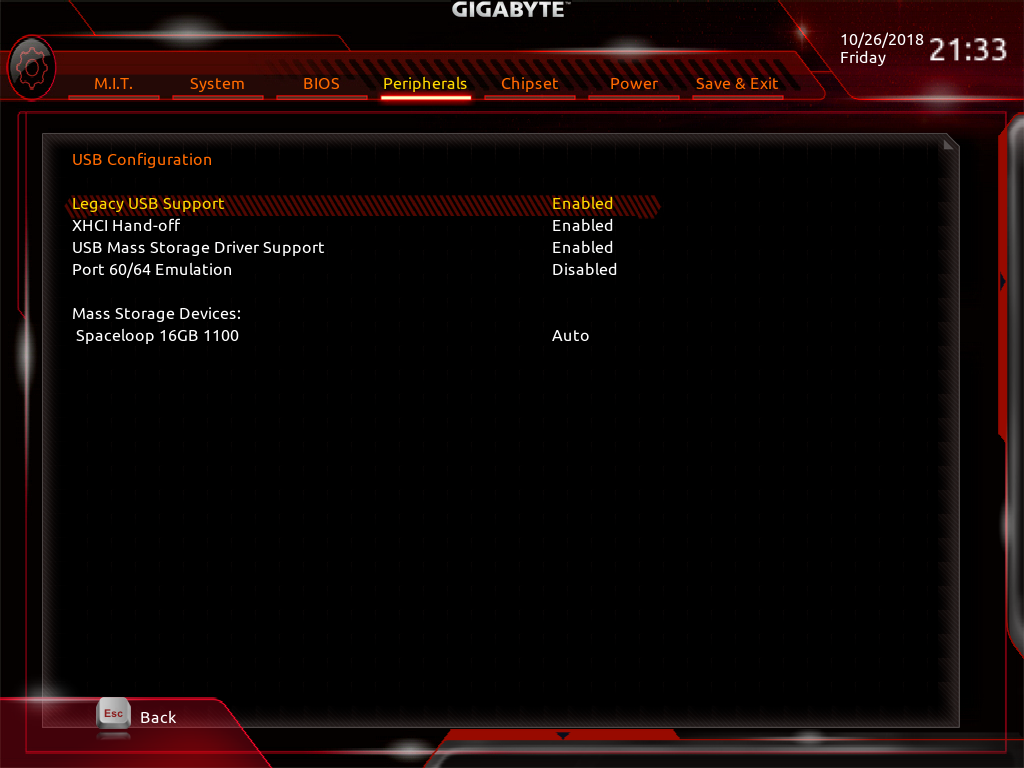 GIGABYTE™
10/26/2018
Friday
21:33
M.I.T. System BIOS Peripherals Chipset Power Save & Exit
USB Configuration
Legacy USB Support Enabled
XHCI Hand-off Enabled
USB Mass Storage Driver Support Enabled
Port 60/64 Emulation Disabled
Mass Storage Devices:
Spaceloop 16GB 1100 Auto
Esc Back